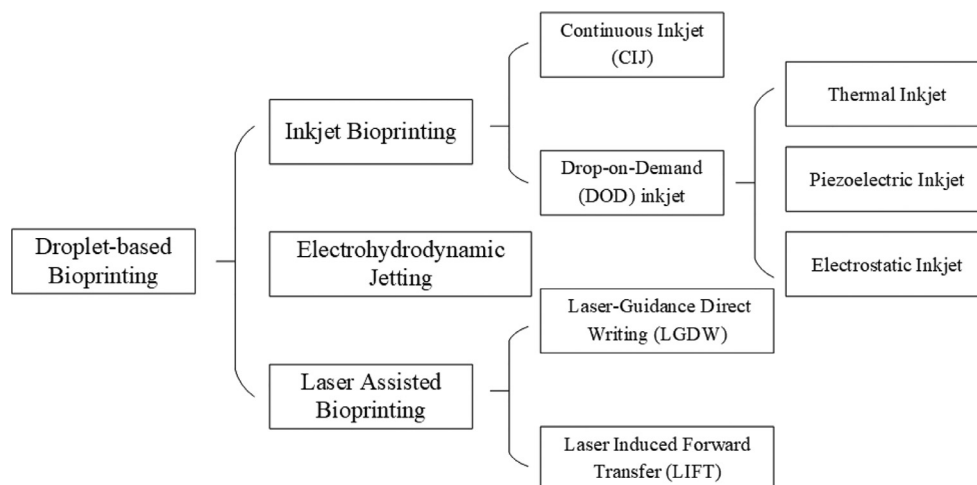 Droplet-based
Bioprinting
Inkjet Bioprinting
Continuous Inkjet
(CIJ)
Drop-on-Demand
(DOD) inkjet
Thermal Inkjet
Piezoelectric Inkjet
Electrostatic Inkjet
Electrohydrodynamic
Jetting
Laser Assisted
Bioprinting
Laser-Guidance Direct
Writing (LGDW)
Laser Induced Forward
Transfer (LIFT)